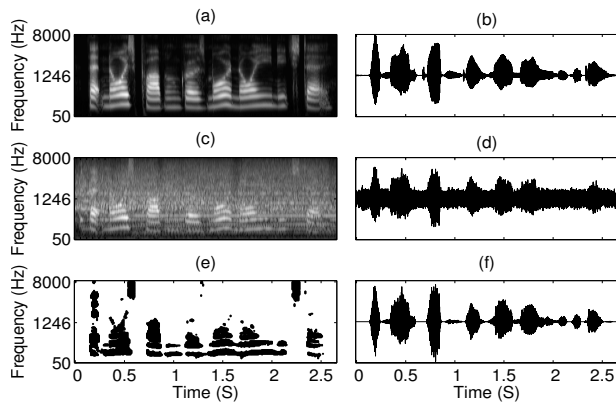 (a)
(b)
Frequency (Hz)
8000
1246
50
(c)
(d)
Frequency (Hz)
8000
1246
50
(e)
(f)
Frequency (Hz)
8000
1246
50
0 0.5 1 1.5 2 2.5
0 0.5 1 1.5 2 2.5
Time (S)
Time (S)